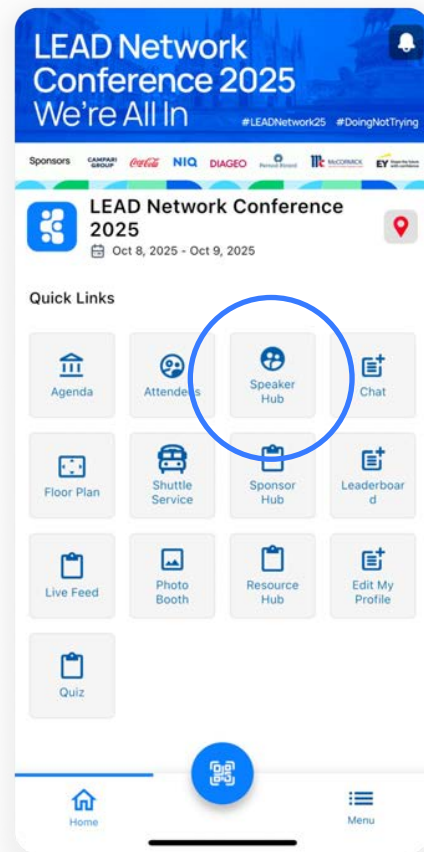 LEAD Network
Conference 2025
We're All In
#LEADNetwork25 #DoingNotTrying
Sponsors CAMPARI GROUP Coca-Cola NIQ DIAGEO Pernod Ricard McCORMICK EY
LEAD Network Conference
2025
Oct 8, 2025 - Oct 9, 2025
Quick Links
Agenda
Attendees
Speaker
Hub
Chat
Floor Plan
Shuttle
Service
Sponsor
Hub
Leaderboar
d
Live Feed
Photo
Booth
Resource
Hub
Edit My
Profile
Quiz
Home
Menu